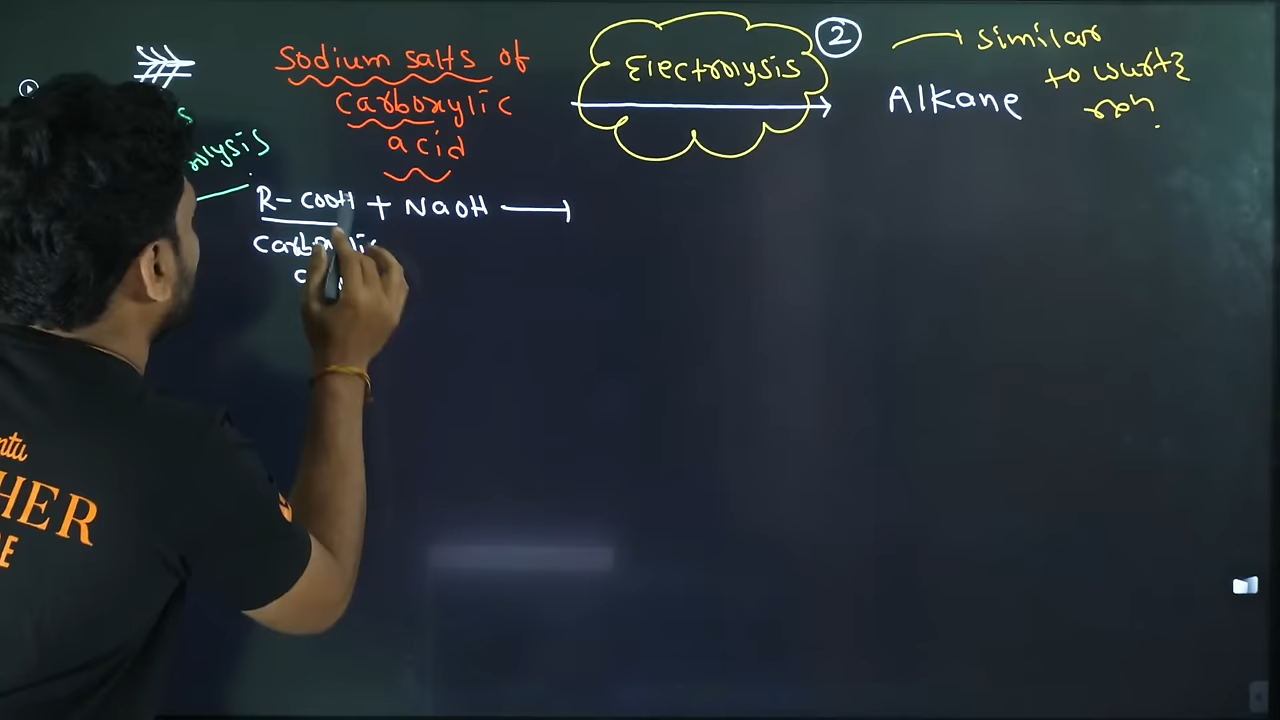 Sodium salts of
carboxylic
acid
Electrolysis
2
Alkane
similar
to wurtz
rxn.
R-COOH + NaOH